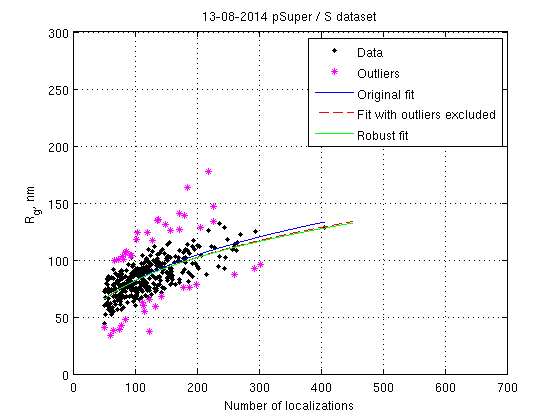 13-08-2014 pSuper / S dataset
300
250
200
150
100
50
0
R_g, nm
Data
Outliers
Original fit
Fit with outliers excluded
Robust fit
0 100 200 300 400 500 600 700
Number of localizations